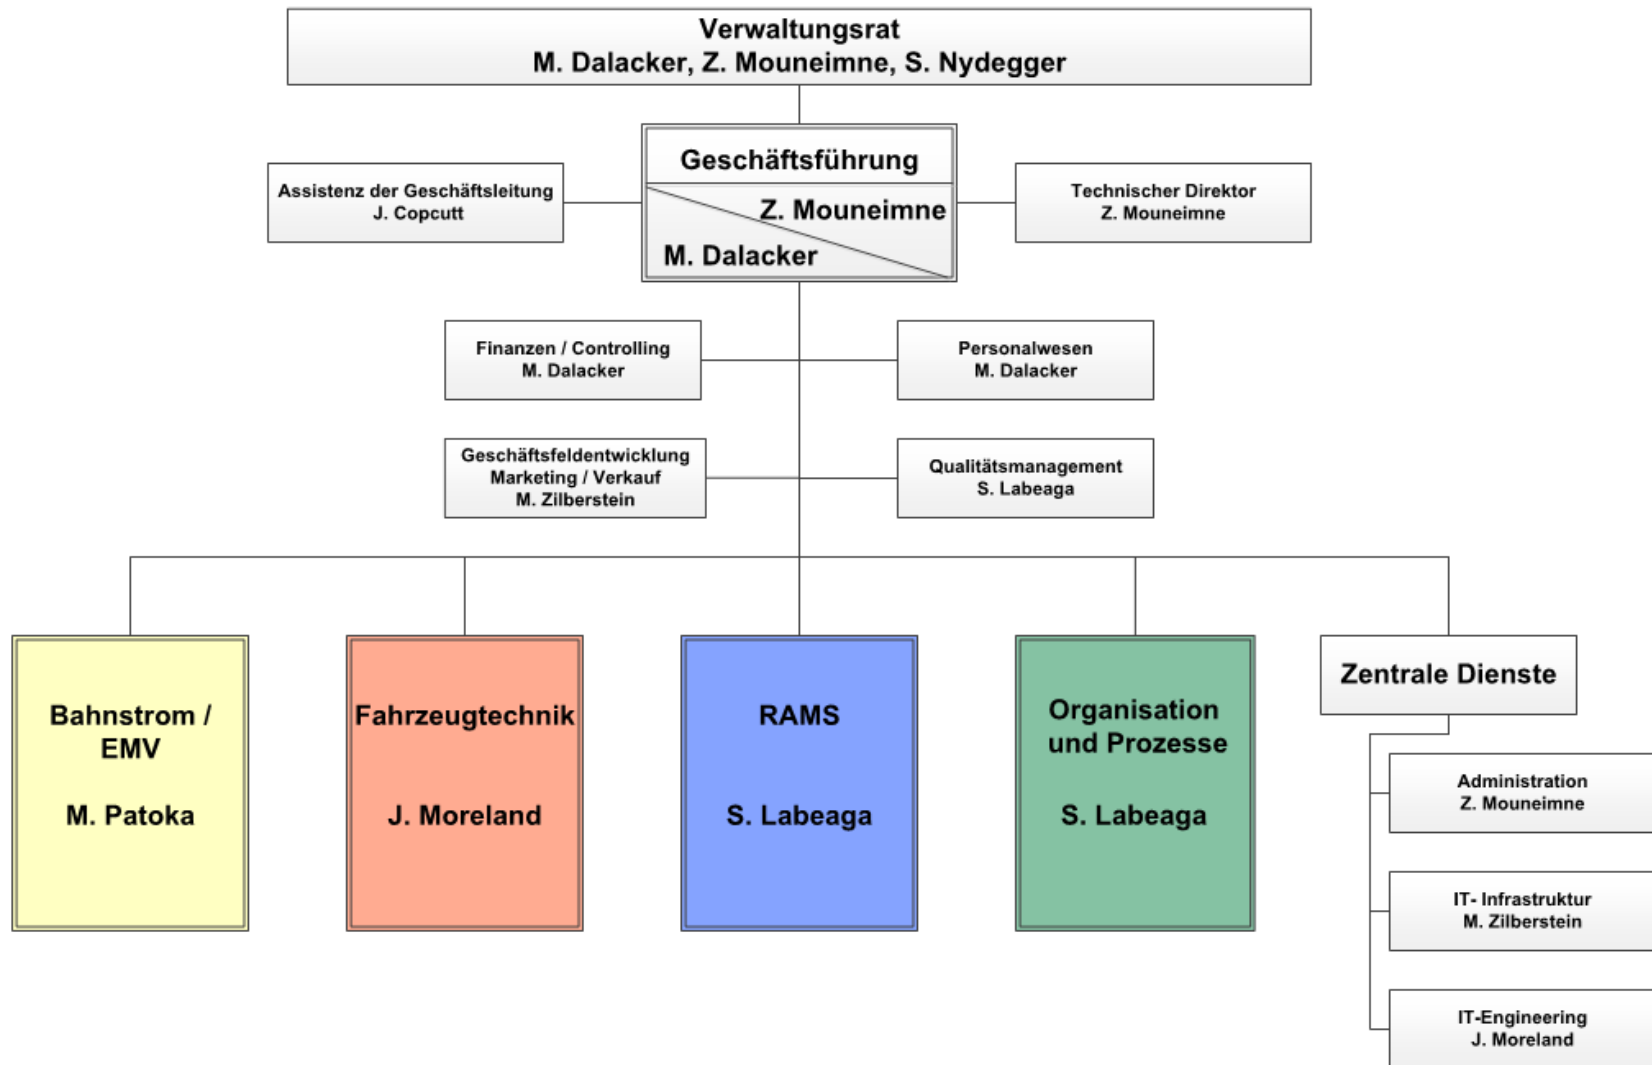 Verwaltungsrat
M. Dalacker, Z. Mouneimne, S. Nydegger
Geschäftsführung
Z. Mouneimne
M. Dalacker
Assistenz der Geschäftsleitung
J. Copcutt
Technischer Direktor
Z. Mouneimne
Finanzen / Controlling
M. Dalacker
Personalwesen
M. Dalacker
Geschäftsfeldentwicklung
Marketing / Verkauf
M. Zilberstein
Qualitätsmanagement
S. Labeaga
Bahnstrom /
EMV
M. Patoka
Fahrzeugtechnik
J. Moreland
RAMS
S. Labeaga
Organisation
und Prozesse
S. Labeaga
Zentrale Dienste
Administration
Z. Mouneimne
IT- Infrastruktur
M. Zilberstein
IT-Engineering
J. Moreland